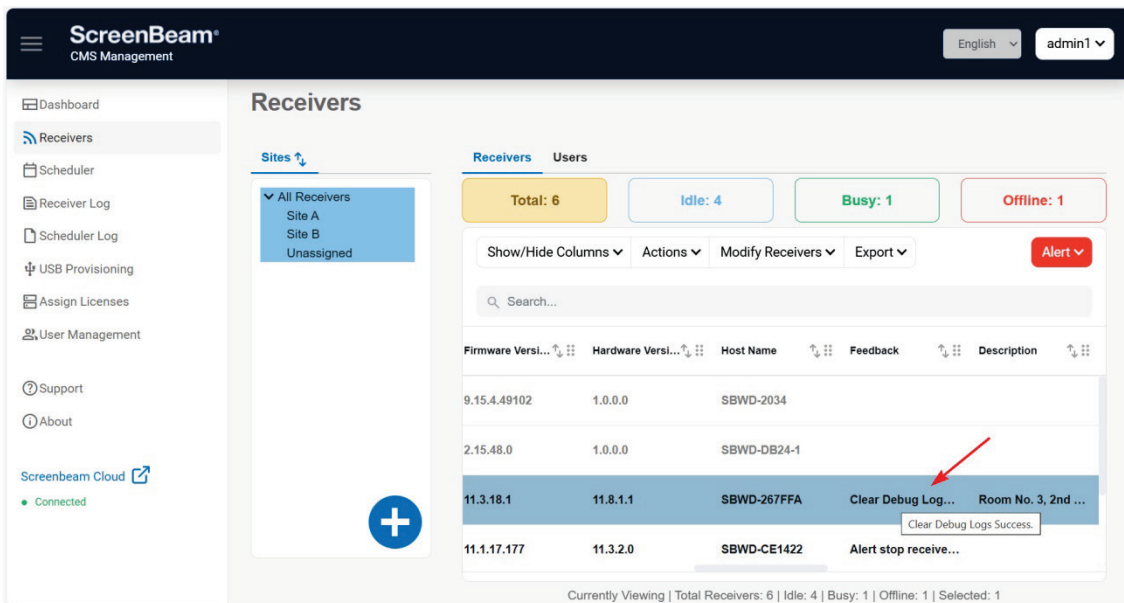 ScreenBeam®
CMS Management
English
admin1
Dashboard
Receivers
Scheduler
Receiver Log
Scheduler Log
USB Provisioning
Assign Licenses
User Management
Support
About
Screenbeam Cloud
Connected
Receivers
Sites
All Receivers
Site A
Site B
Unassigned
Receivers Users
Total: 6 Idle: 4 Busy: 1 Offline: 1
Show/Hide Columns Actions Modify Receivers Export Alert
Search...
Firmware Versi... Hardware Versi... Host Name Feedback Description
9.15.4.49102 1.0.0.0 SBWD-2034
2.15.48.0 1.0.0.0 SBWD-DB24-1
11.3.18.1 11.8.1.1 SBWD-267FFA Clear Debug Log... Room No. 3, 2nd ...
Clear Debug Logs Success.
11.1.17.177 11.3.2.0 SBWD-CE1422 Alert stop receive...
Currently Viewing | Total Receivers: 6 | Idle: 4 | Busy: 1 | Offline: 1 | Selected: 1